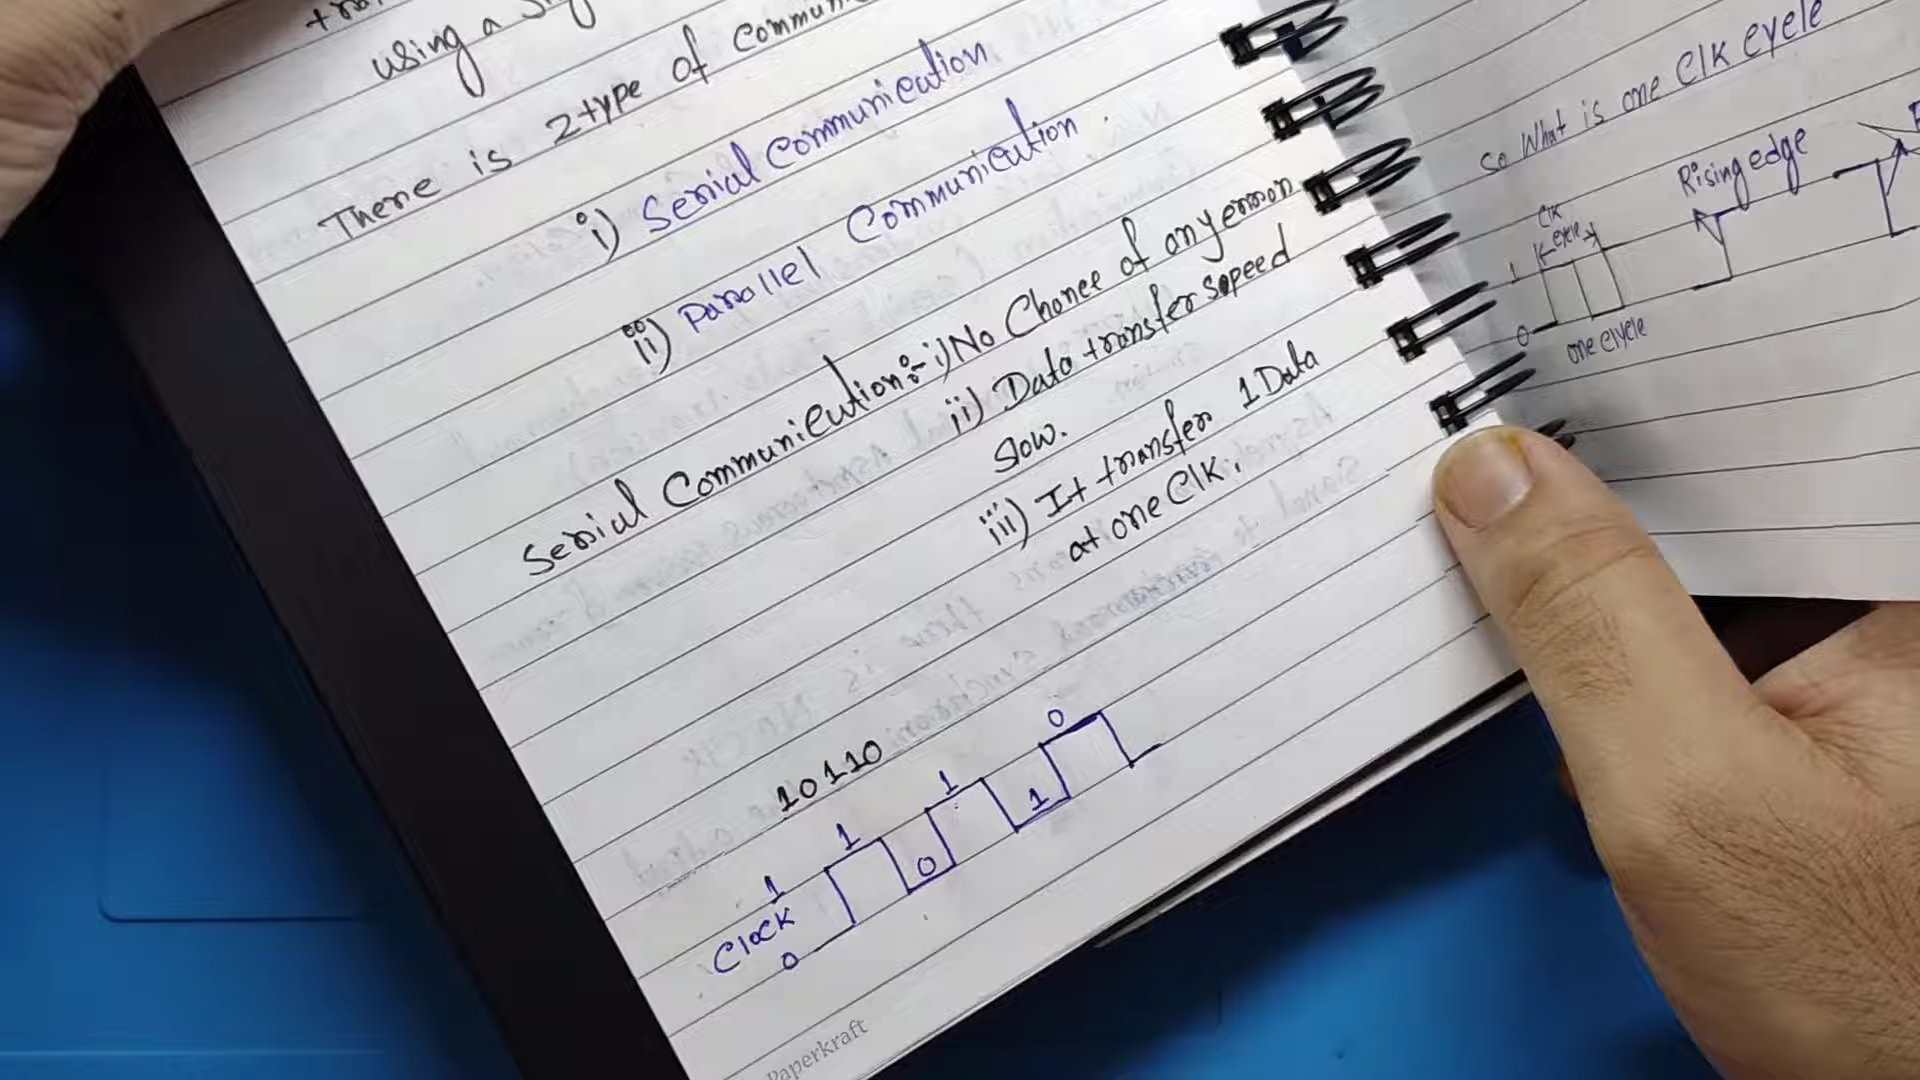 using a
There is 2 type of
i) Serial Communication
ii) Parallel Communication
Serial Communication:- i) No Chance of any error
ii) Data transfer speed
slow.
iii) It transfer 1 Data
at one Clk.
10110
1 1 1 0
Clock 0 1
0
Paperkraft
So What is one Clk cycle
Rising edge
Clk
cycle
1
0
one clycle